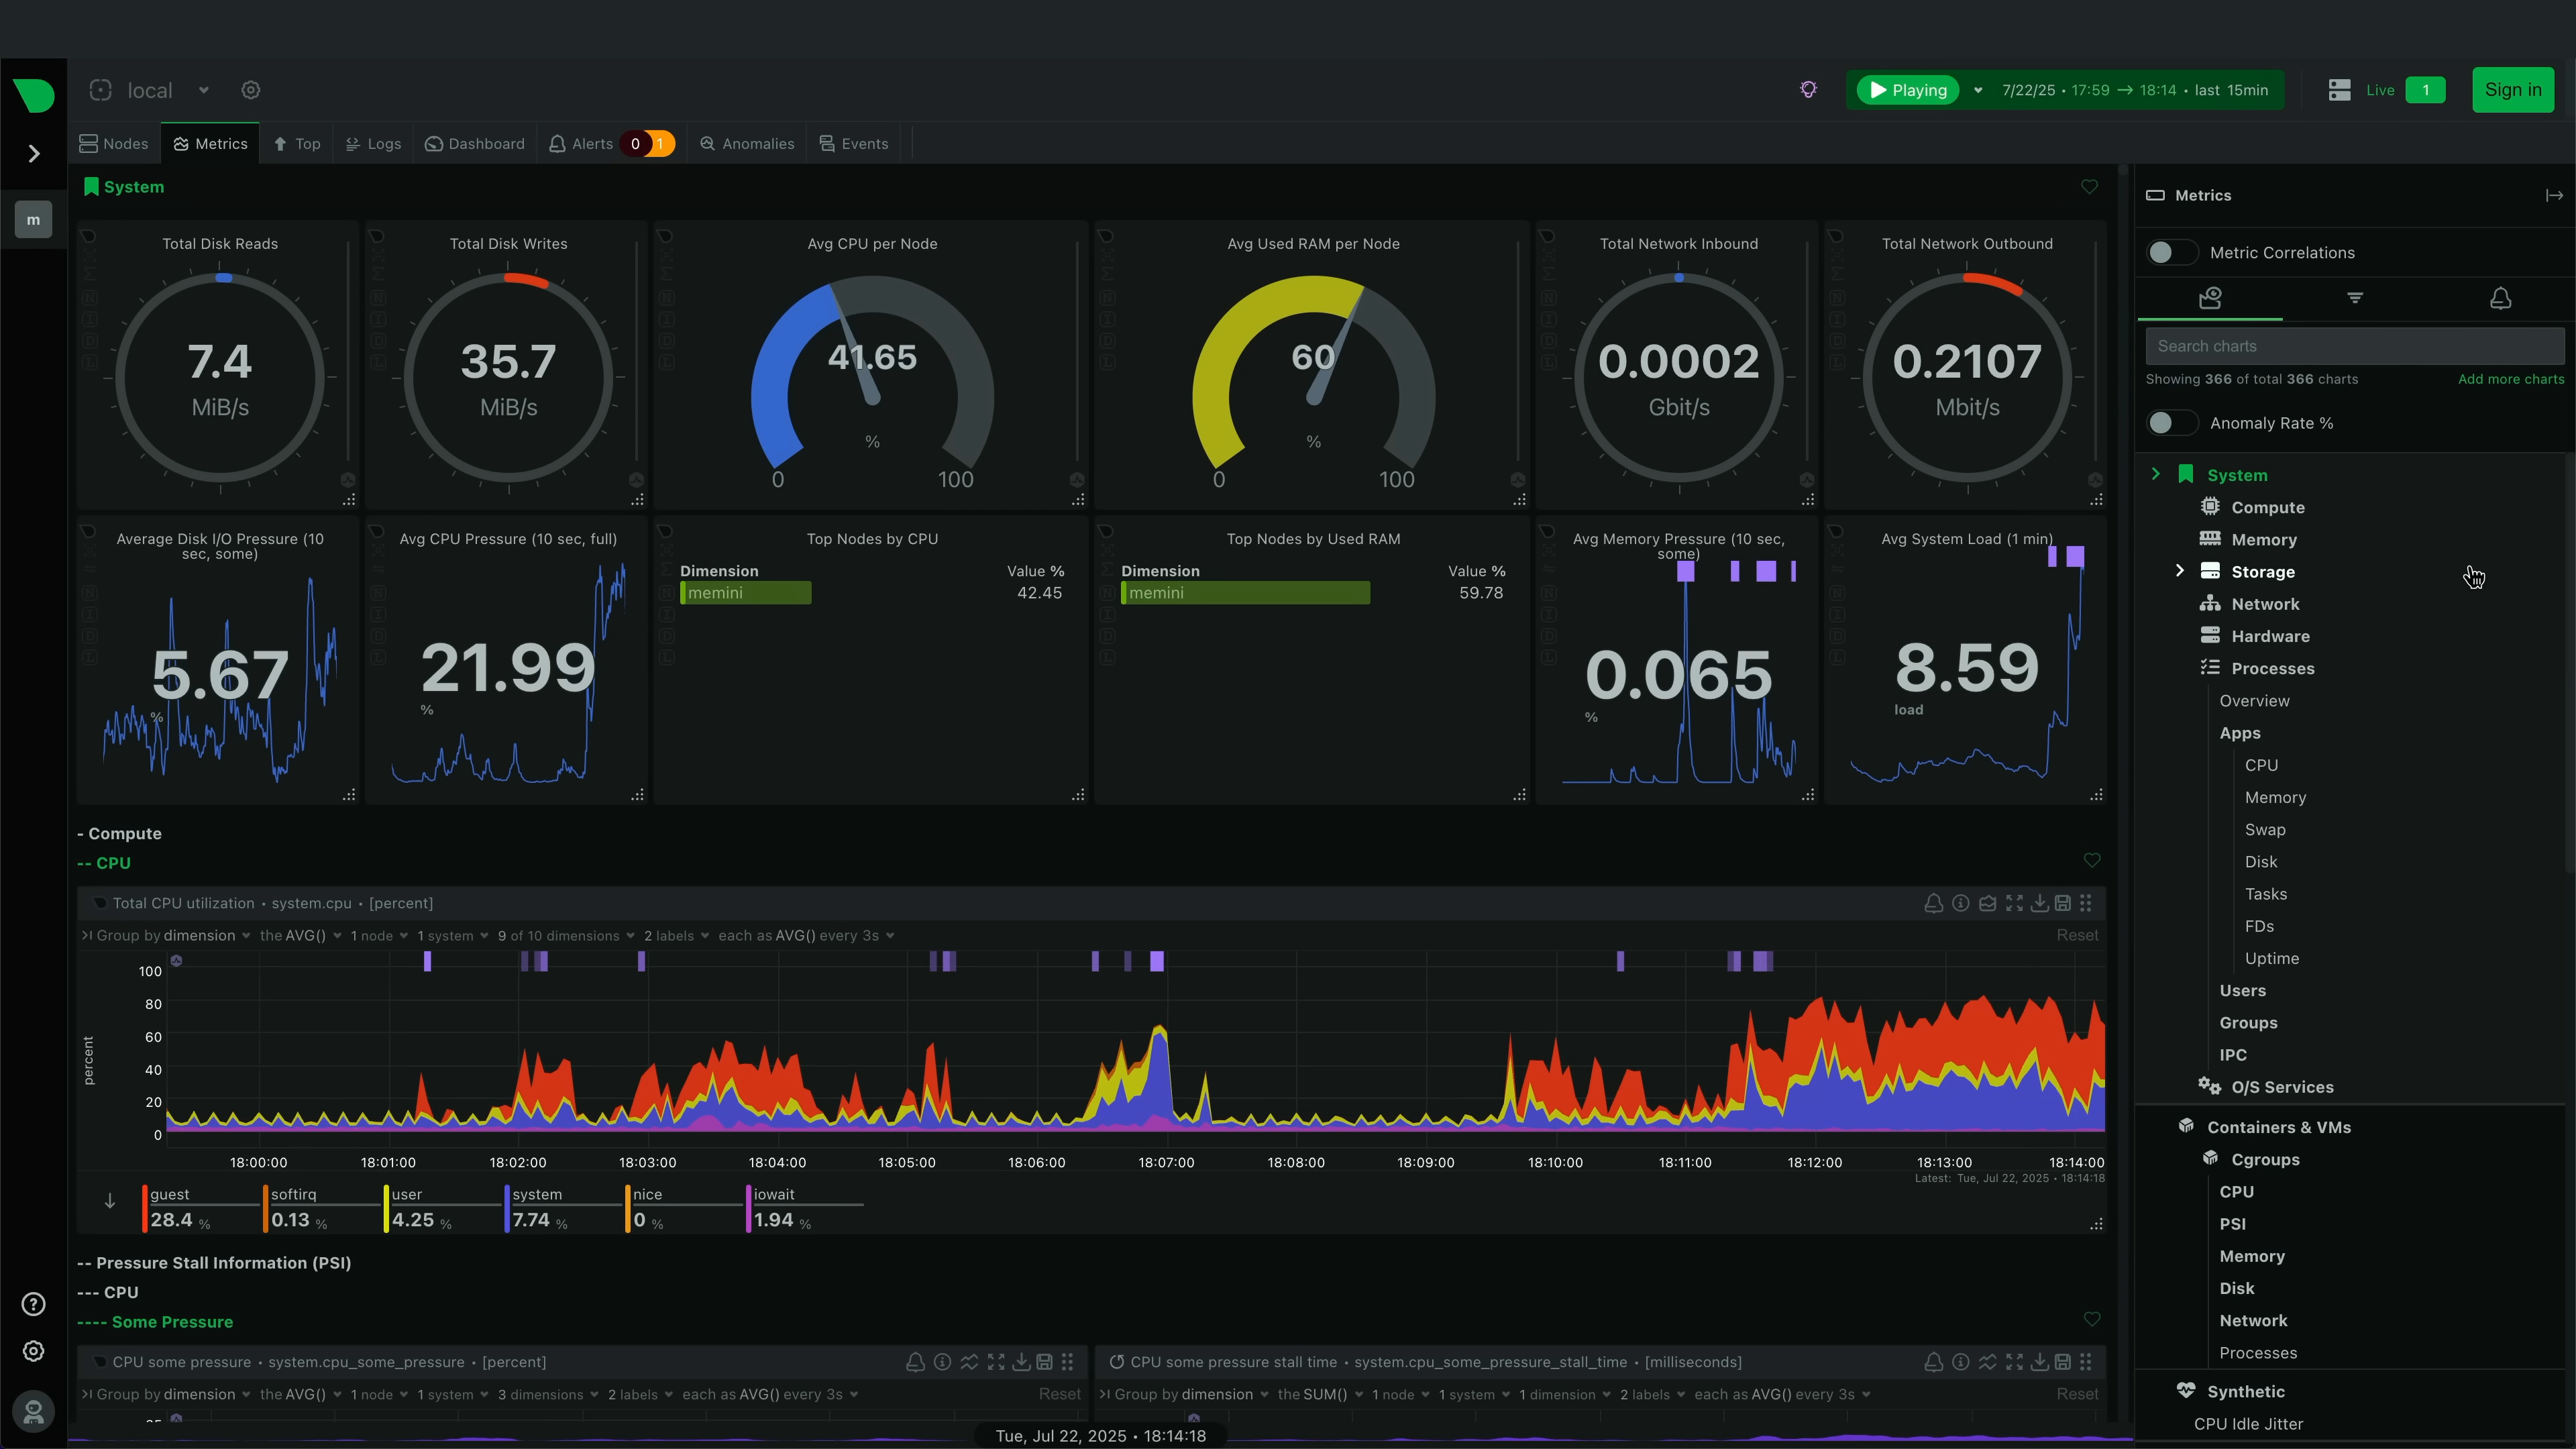 local
Playing
7/22/25 • 17:59 → 18:14 • last 15min
Live 1
Sign in
Nodes
Metrics
Top
Logs
Dashboard
Alerts 0 1
Anomalies
Events
m
System
Total Disk Reads
7.4
MiB/s
Total Disk Writes
35.7
MiB/s
Avg CPU per Node
41.65
%
0 100
Avg Used RAM per Node
60
%
0 100
Total Network Inbound
0.0002
Gbit/s
Total Network Outbound
0.2107
Mbit/s
Average Disk I/O Pressure (10
sec, some)
5.67
%
Avg CPU Pressure (10 sec, full)
21.99
%
Top Nodes by CPU
Dimension Value %
memini 42.45
Top Nodes by Used RAM
Dimension Value %
memini 59.78
Avg Memory Pressure (10 sec,
some)
0.065
%
Avg System Load (1 min)
8.59
load
- Compute
-- CPU
Total CPU utilization • system.cpu • [percent]
Group by dimension the AVG() 1 node 1 system 9 of 10 dimensions 2 labels each as AVG() every 3s Reset
percent
100
80
60
40
20
0
18:00:00 18:01:00 18:02:00 18:03:00 18:04:00 18:05:00 18:06:00 18:07:00 18:08:00 18:09:00 18:10:00 18:11:00 18:12:00 18:13:00 18:14:00
Latest: Tue, Jul 22, 2025 • 18:14:18
guest softirq user system nice iowait
28.4 % 0.13 % 4.25 % 7.74 % 0 % 1.94 %
-- Pressure Stall Information (PSI)
--- CPU
---- Some Pressure
CPU some pressure • system.cpu_some_pressure • [percent]
Group by dimension the AVG() 1 node 1 system 3 dimensions 2 labels each as AVG() every 3s Reset
CPU some pressure stall time • system.cpu_some_pressure_stall_time • [milliseconds]
Group by dimension the SUM() 1 node 1 system 1 dimension 2 labels each as AVG() every 3s Reset
Tue, Jul 22, 2025 • 18:14:18
Metrics
Metric Correlations
Search charts
Showing 366 of total 366 charts Add more charts
Anomaly Rate %
System
Compute
Memory
Storage
Network
Hardware
Processes
Overview
Apps
CPU
Memory
Swap
Disk
Tasks
FDs
Uptime
Users
Groups
IPC
O/S Services
Containers & VMs
Cgroups
CPU
PSI
Memory
Disk
Network
Processes
Synthetic
CPU Idle Jitter